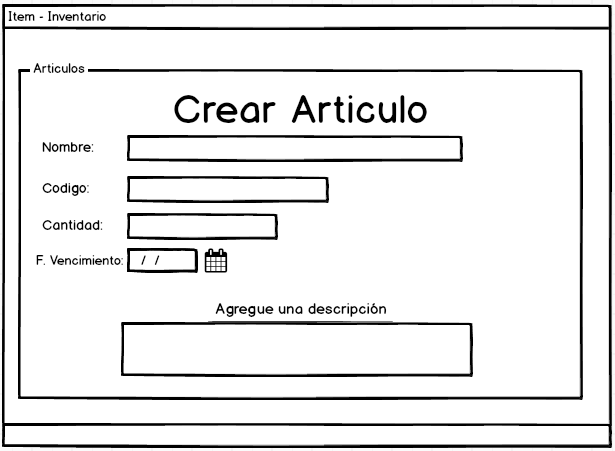 Item - Inventario
Articulos
Crear Articulo
Nombre:
Codigo:
Cantidad:
F. Vencimiento: / /
Agregue una descripción